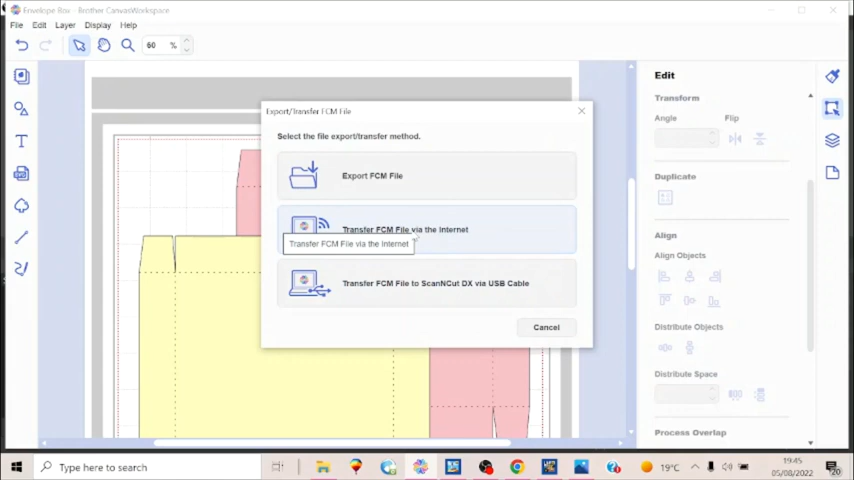 Envelope Box - Brother CanvasWorkspace
File Edit Layer Display Help
60 %
Export/Transfer FCM File
Select the file export/transfer method.
Export FCM File
Transfer FCM File via the Internet
Transfer FCM File via the Internet
Transfer FCM File to ScanNCut DX via USB Cable
Cancel
Edit
Transform
Angle Flip
Duplicate
Align
Align Objects
Distribute Objects
Distribute Space
Process Overlap
Type here to search
19°C
19:45
05/08/2022
20